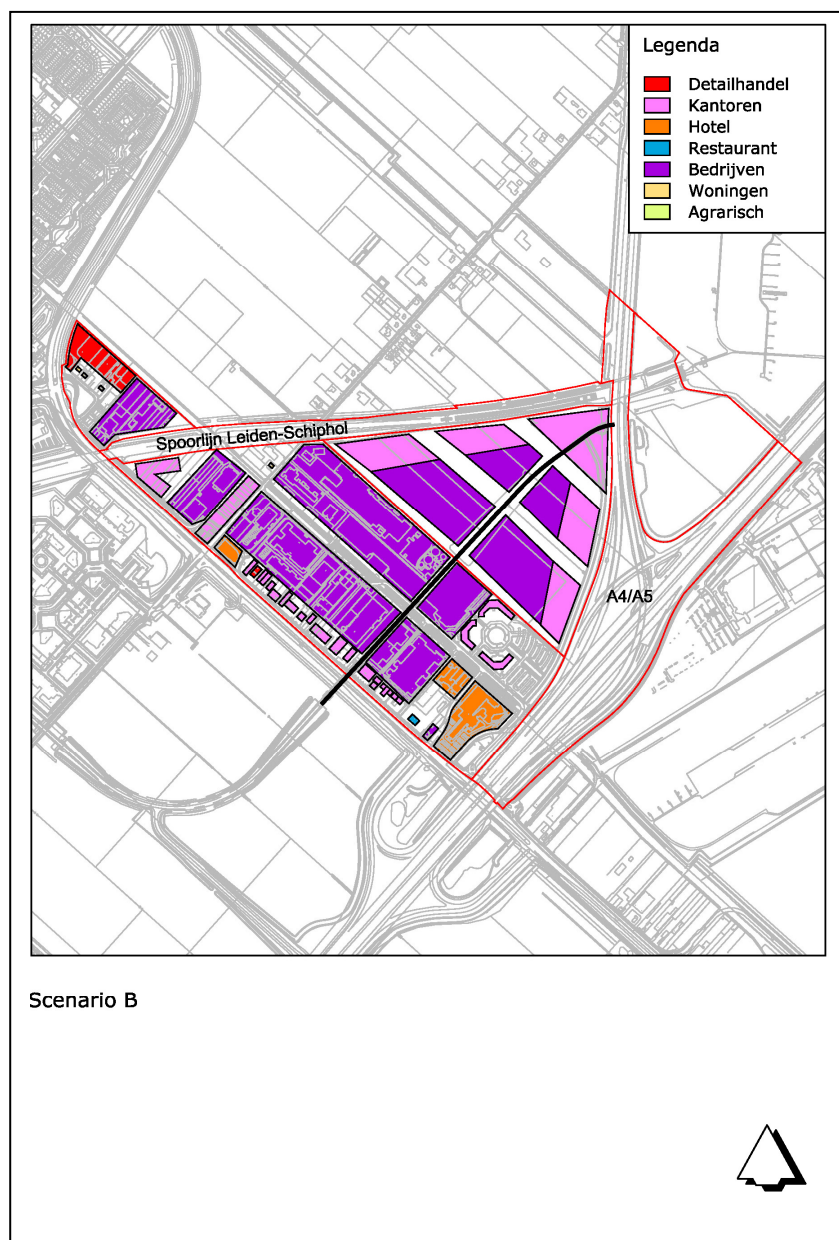 Legenda
Detailhandel
Kantoren
Hotel
Restaurant
Bedrijven
Woningen
Agrarisch
Spoorlijn Leiden-Schiphol
A4/A5
Scenario B